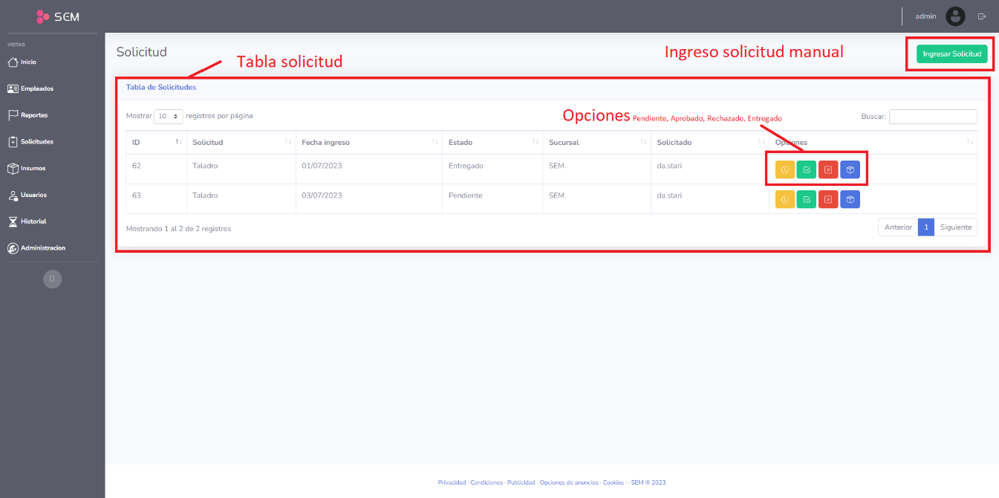 SEM
admin
VISTAS
Inicio
Empleados
Reportes
Solicitudes
Insumos
Usuarios
Historial
Administracion
Solicitud
Tabla solicitud
Ingreso solicitud manual
Ingresar Solicitud
Tabla de Solicitudes
Mostrar 10 registros por página
Opciones Pendiente, Aprobado, Rechazado, Entregado
Buscar:
ID Solicitud Fecha ingreso Estado Sucursal Solicitado Opciones
62 Taladro 01/07/2023 Entregado SEM da.stari
63 Taladro 03/07/2023 Pendiente SEM da.stari
Mostrando 1 al 2 de 2 registros
Anterior 1 Siguiente
Privacidad · Condiciones · Publicidad · Opciones de anuncios · Cookies · · SEM ® 2023